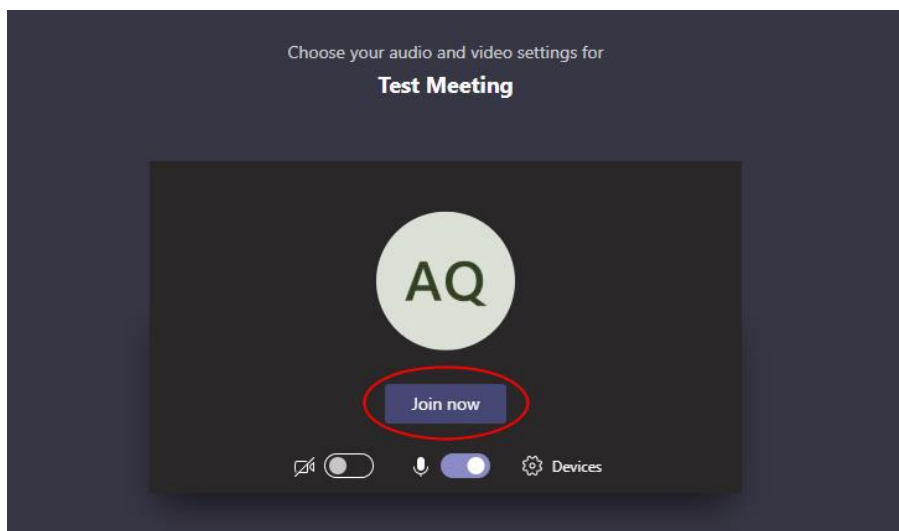 Choose your audio and video settings for
Test Meeting
AQ
Join now
Devices